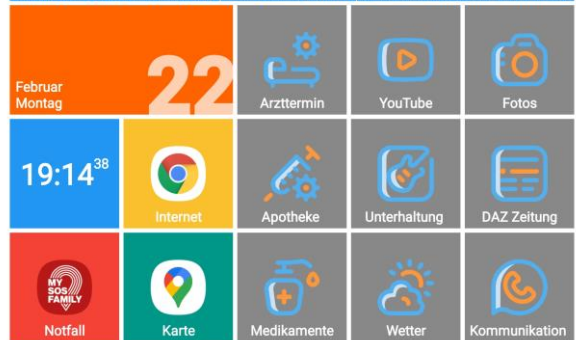 Februar
Montag
22
Arzttermin
YouTube
Fotos
19:14 38
Internet
Apotheke
Unterhaltung
DAZ Zeitung
MY
SOS
FAMILY
Notfall
Karte
Medikamente
Wetter
Kommunikation